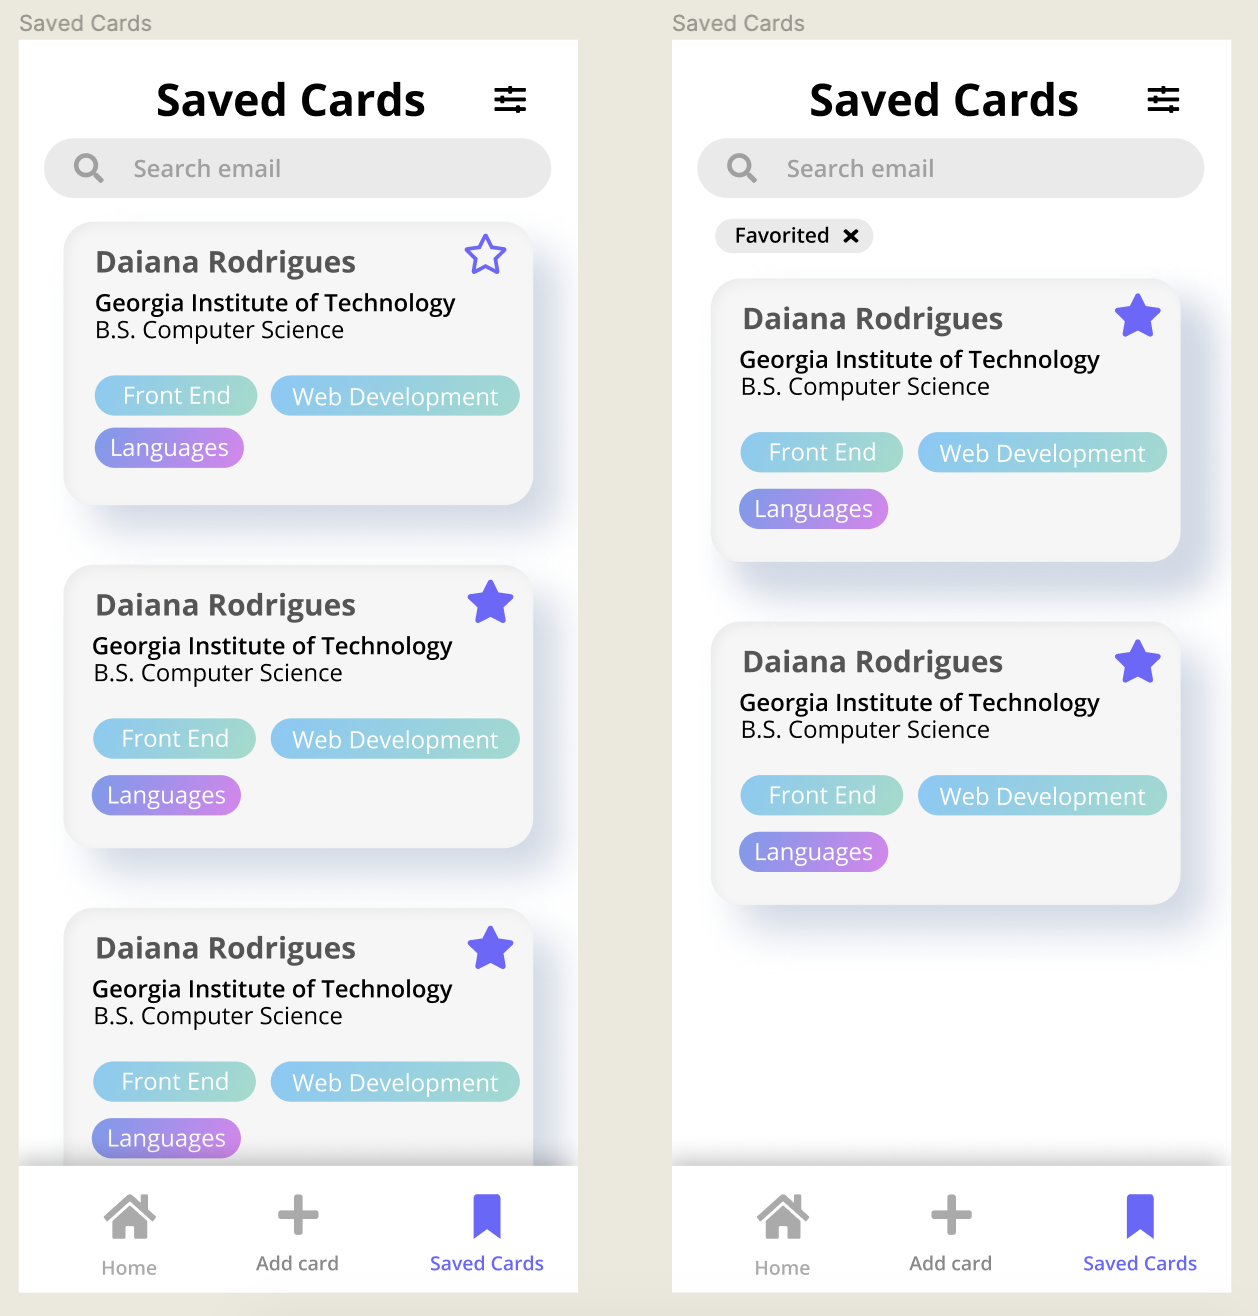 Saved Cards
Saved Cards
Search email
Daiana Rodrigues
Georgia Institute of Technology
B.S. Computer Science
Front End
Web Development
Languages
Daiana Rodrigues
Georgia Institute of Technology
B.S. Computer Science
Front End
Web Development
Languages
Daiana Rodrigues
Georgia Institute of Technology
B.S. Computer Science
Front End
Web Development
Languages
Home
Add card
Saved Cards
Saved Cards
Saved Cards
Search email
Favorited
Daiana Rodrigues
Georgia Institute of Technology
B.S. Computer Science
Front End
Web Development
Languages
Daiana Rodrigues
Georgia Institute of Technology
B.S. Computer Science
Front End
Web Development
Languages
Home
Add card
Saved Cards